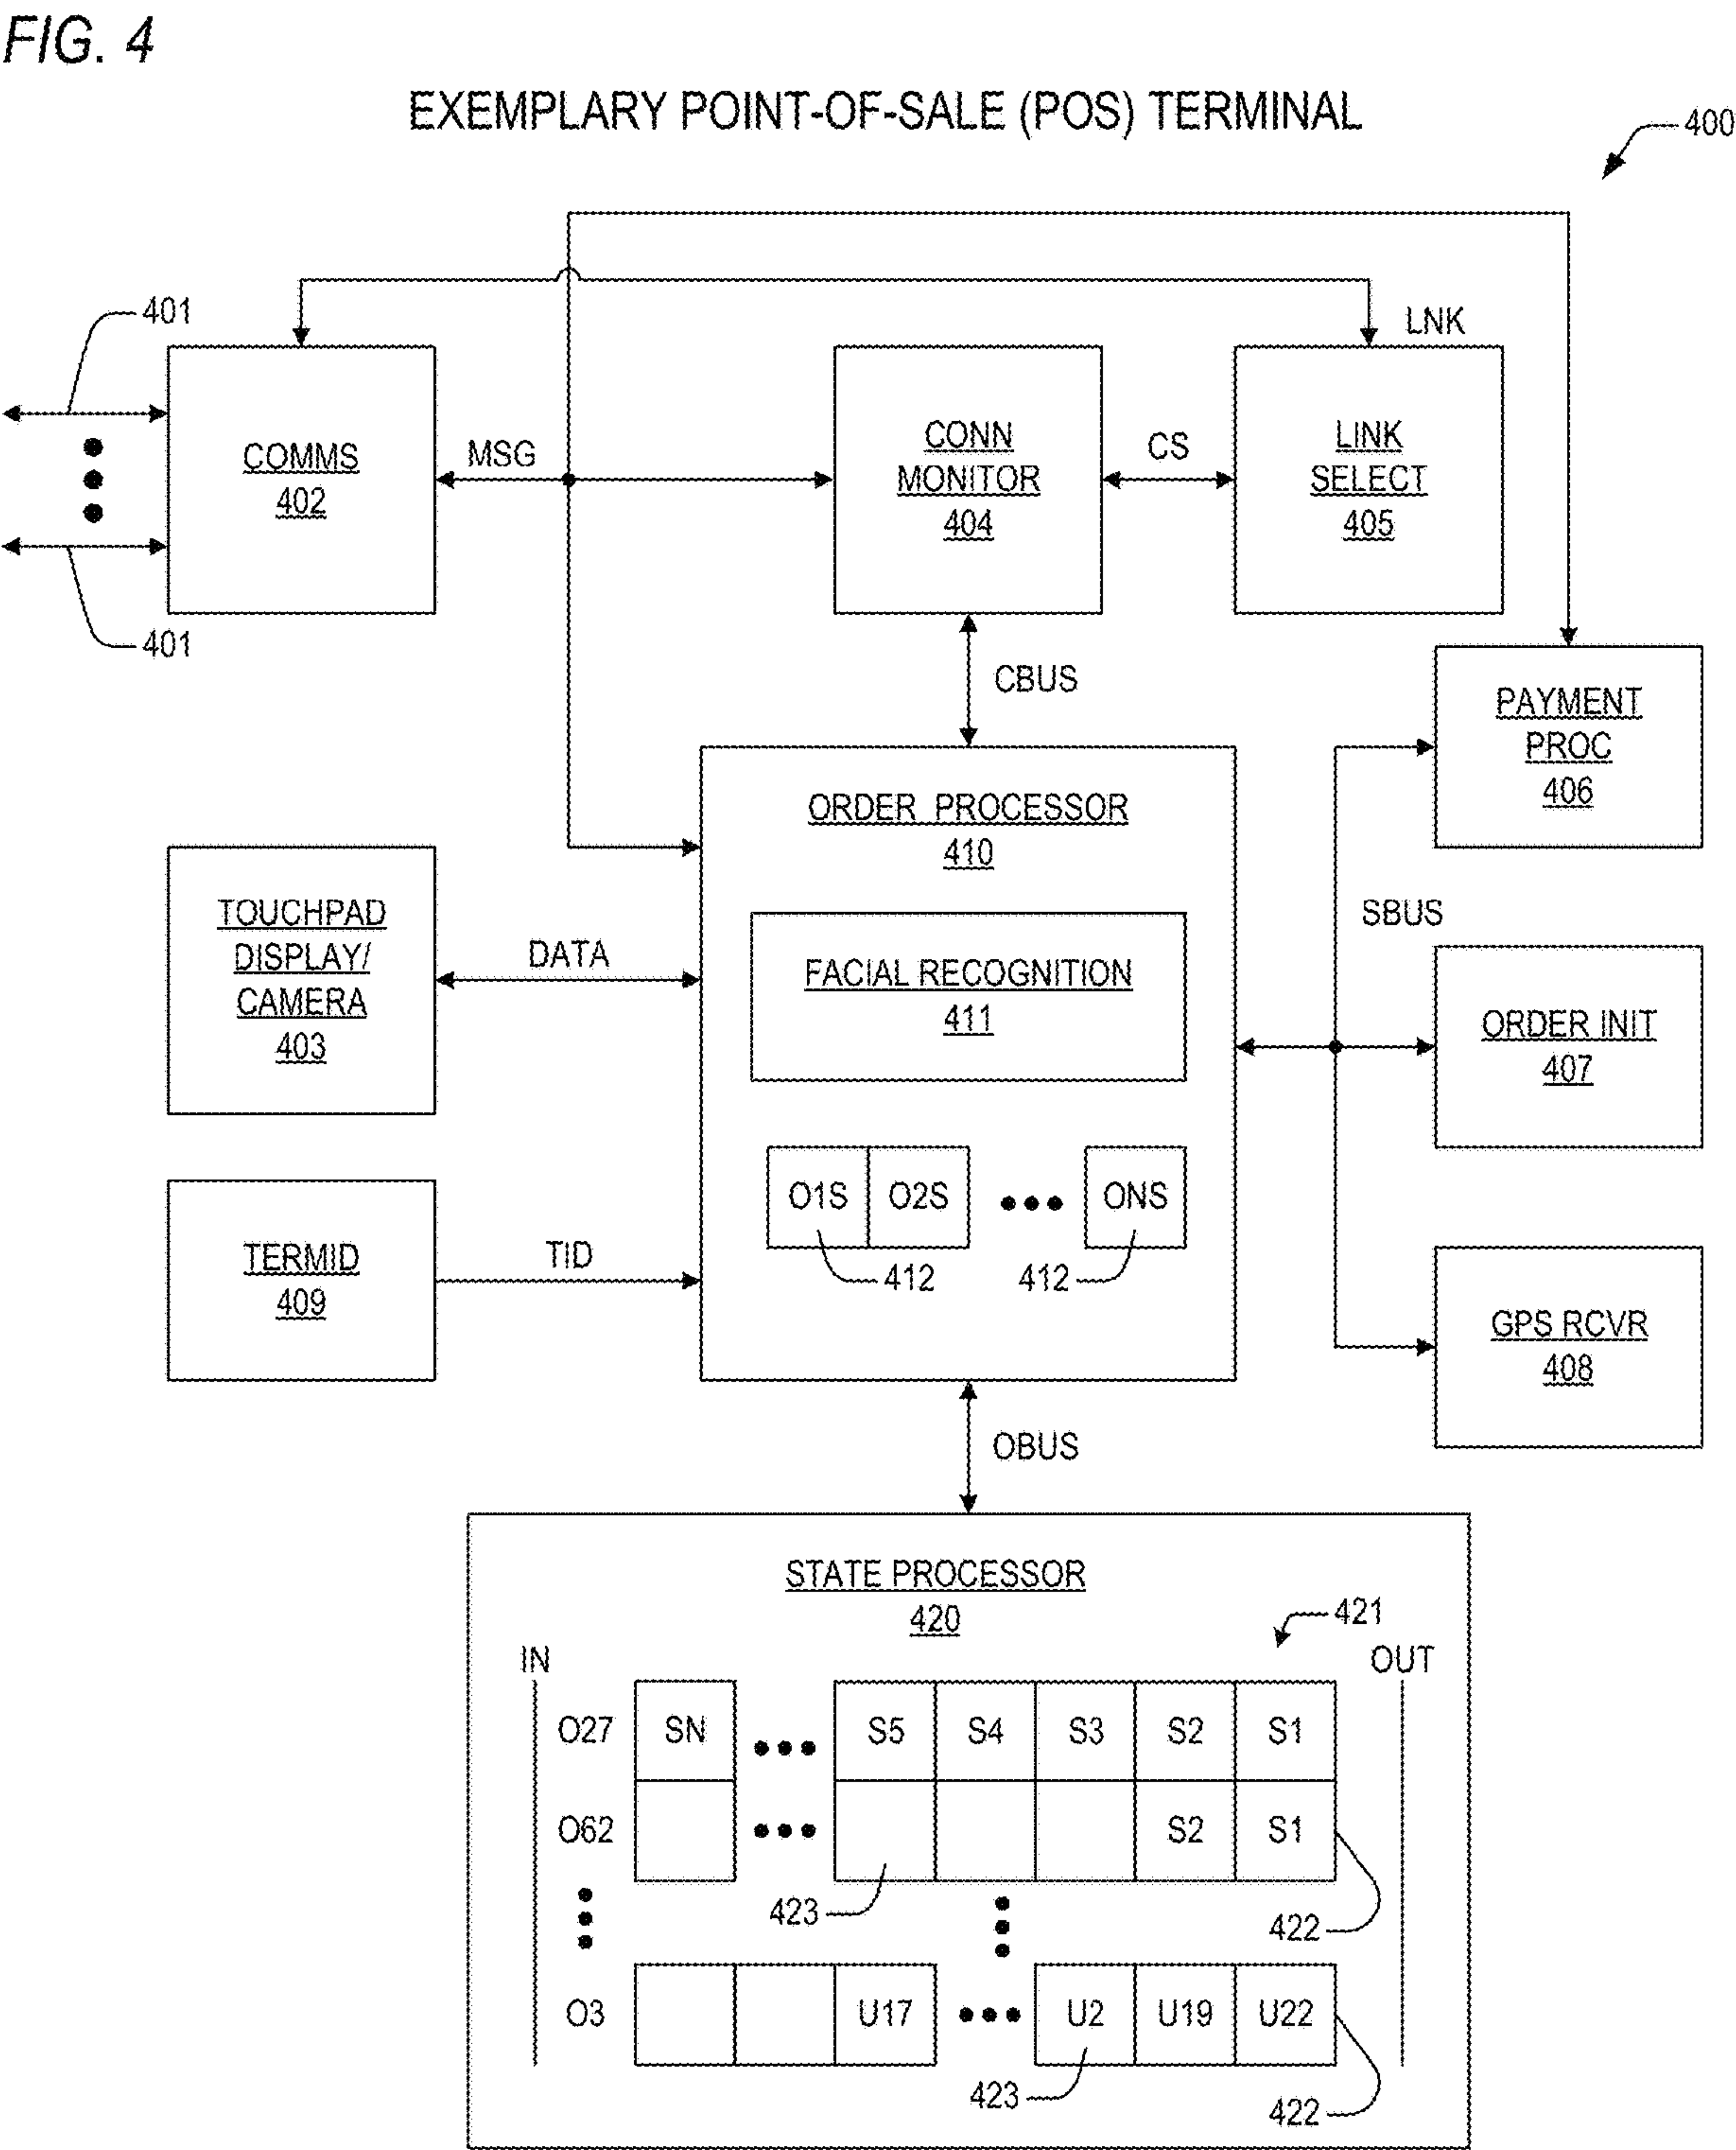 FIG. 4
EXEMPLARY POINT-OF-SALE (POS) TERMINAL
400
401
LNK
COMMS
402
MSG
CONN
MONITOR
404
CS
LINK
SELECT
405
401
CBUS
PAYMENT
PROC
406
ORDER PROCESSOR
410
TOUCHPAD
DISPLAY/
CAMERA
403
DATA
FACIAL RECOGNITION
411
SBUS
ORDER INIT
407
O1S O2S ONS
412 412
TERMID
409
TID
GPS RCVR
408
OBUS
STATE PROCESSOR
420
421
IN OUT
O27 SN S5 S4 S3 S2 S1
O62 S2 S1
423
422
O3 U17 U2 U19 U22
423
422